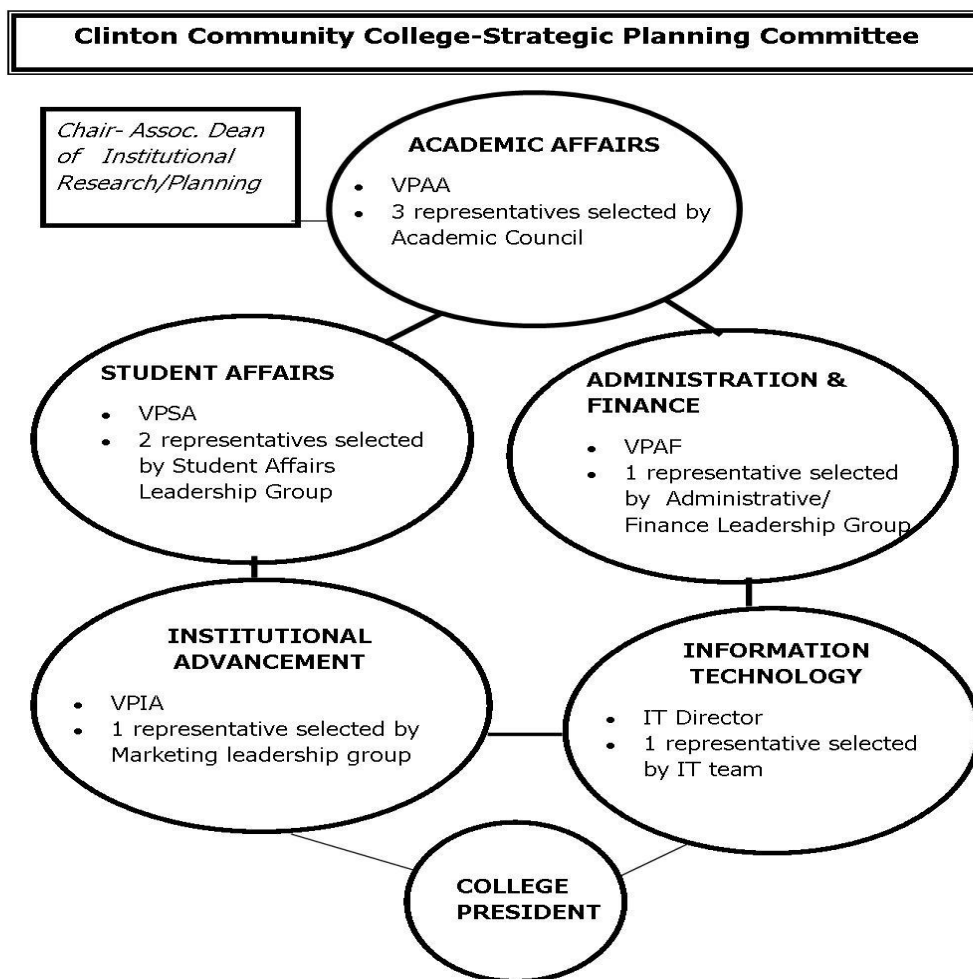 Clinton Community College-Strategic Planning Committee
Chair- Assoc. Dean
of Institutional
Research/Planning
ACADEMIC AFFAIRS
• VPAA
• 3 representatives selected by
Academic Council
STUDENT AFFAIRS
• VPSA
• 2 representatives selected
by Student Affairs
Leadership Group
ADMINISTRATION &
FINANCE
• VPAF
• 1 representative selected
by Administrative/
Finance Leadership Group
INSTITUTIONAL
ADVANCEMENT
• VPIA
• 1 representative selected by
Marketing leadership group
INFORMATION
TECHNOLOGY
• IT Director
• 1 representative selected
by IT team
COLLEGE
PRESIDENT